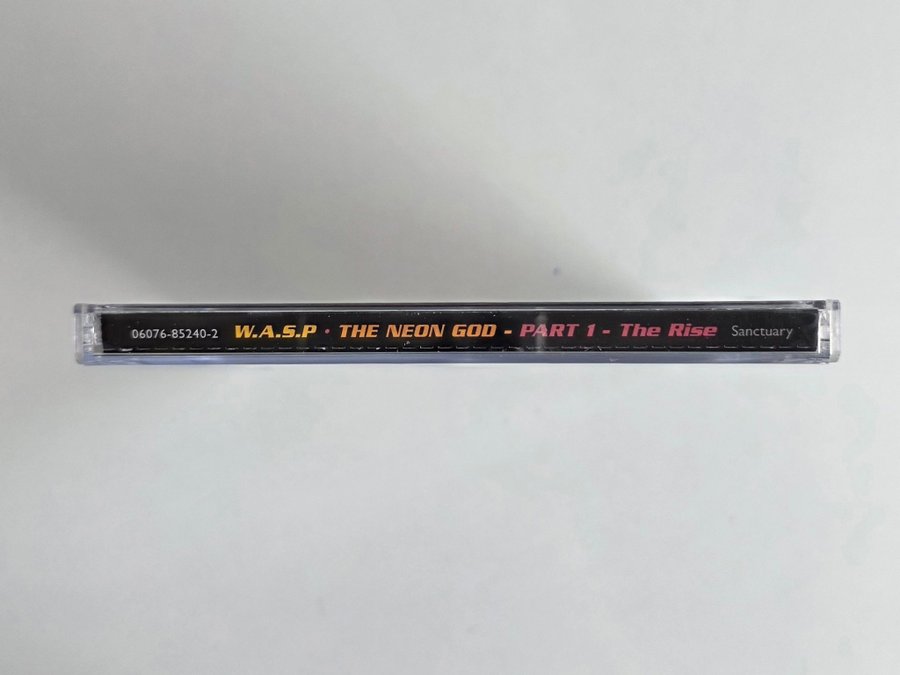 06076-85240-2 W.A.S.P · THE NEON GOD - PART 1 - The Rise Sanctuary